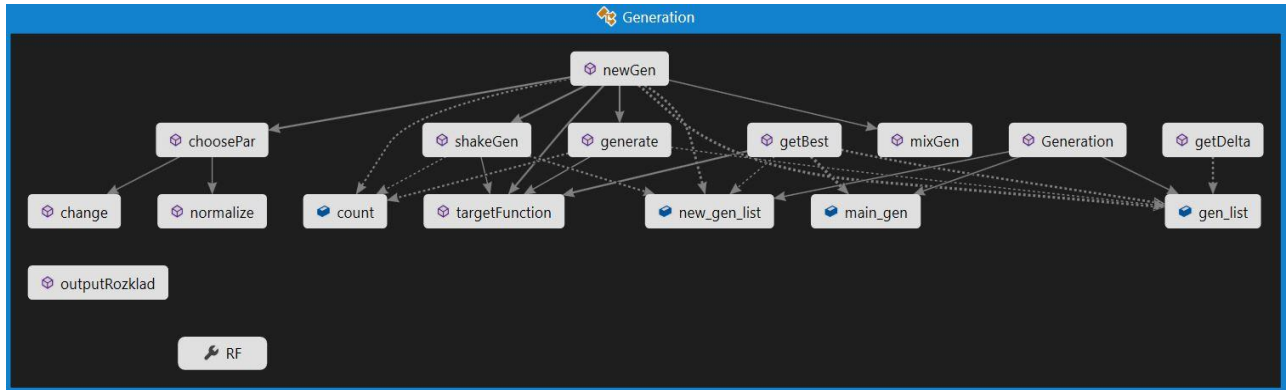 Generation
newGen
choosePar
shakeGen
generate
getBest
mixGen
Generation
getDelta
change
normalize
count
targetFunction
new_gen_list
main_gen
gen_list
outputRozklad
RF